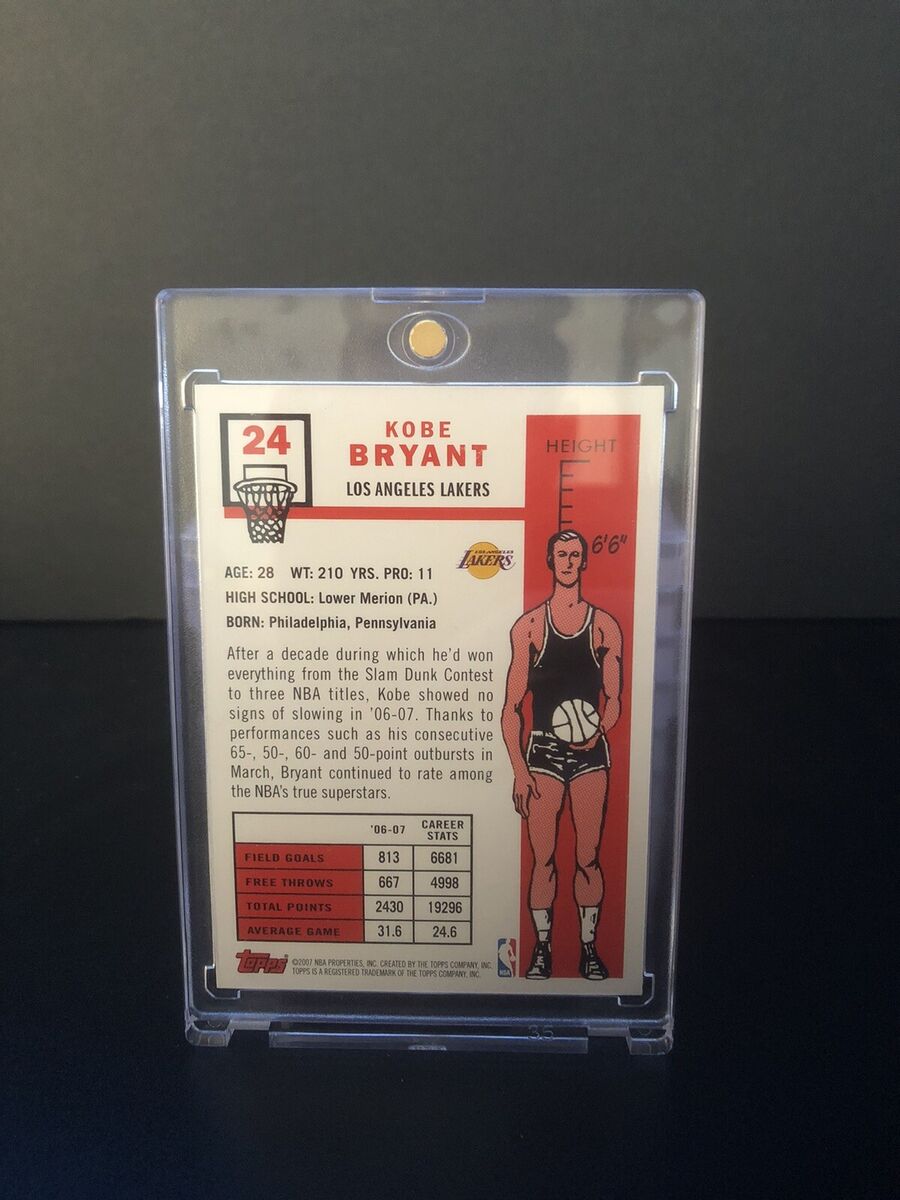 24
KOBE
BRYANT
LOS ANGELES LAKERS
HEIGHT
6'6"
LOS ANGELES
LAKERS
AGE: 28 WT: 210 YRS. PRO: 11
HIGH SCHOOL: Lower Merion (PA.)
BORN: Philadelphia, Pennsylvania
After a decade during which he'd won
everything from the Slam Dunk Contest
to three NBA titles, Kobe showed no
signs of slowing in '06-07. Thanks to
performances such as his consecutive
65-, 50-, 60- and 50-point outbursts in
March, Bryant continued to rate among
the NBA's true superstars.
'06-07 CAREER STATS
FIELD GOALS 813 6681
FREE THROWS 667 4998
TOTAL POINTS 2430 19296
AVERAGE GAME 31.6 24.6
topps
©2007 NBA PROPERTIES, INC. CREATED BY THE TOPPS COMPANY, INC.
TOPPS IS A REGISTERED TRADEMARK OF THE TOPPS COMPANY, INC.
NBA
35